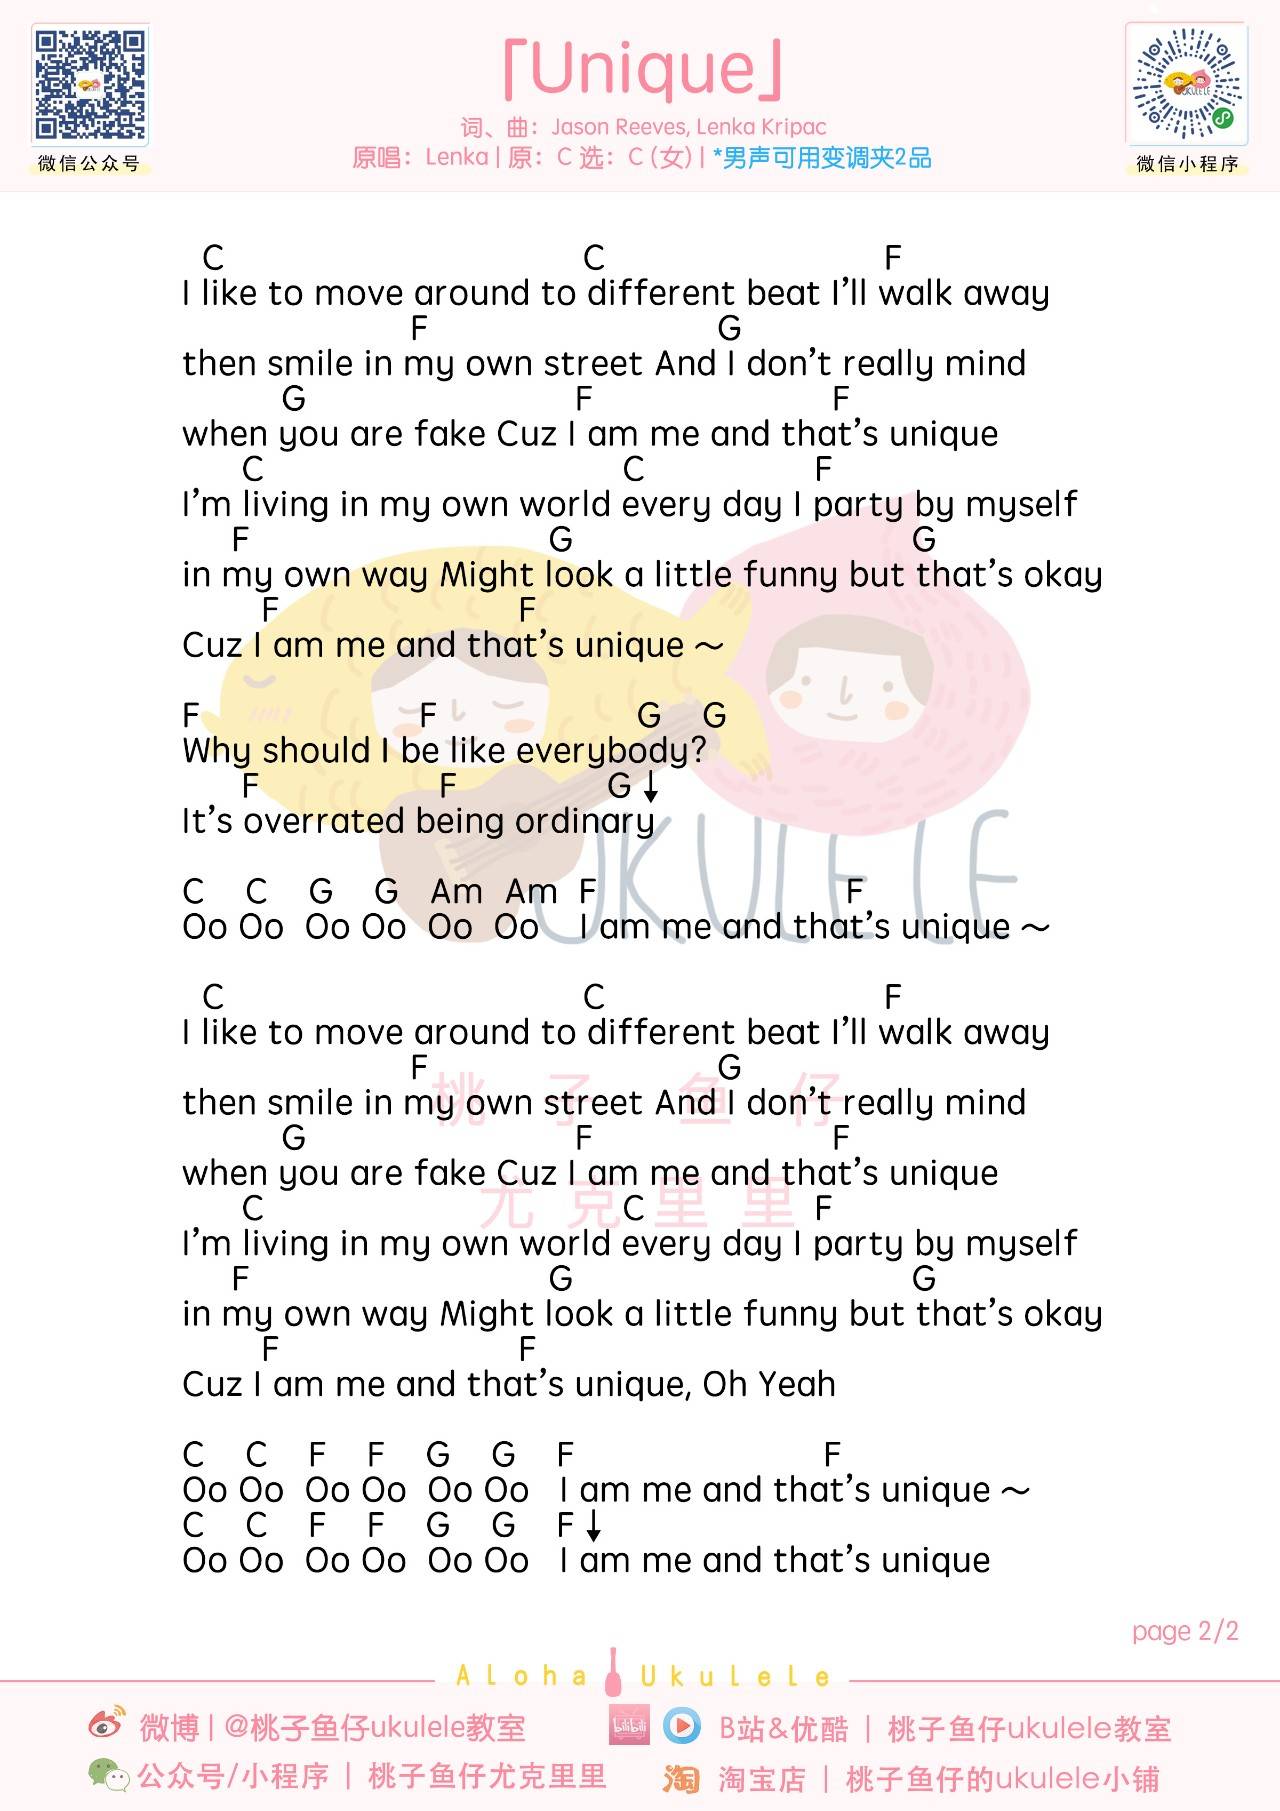 「Unique」
词、曲：Jason Reeves, Lenka Kripac
原唱：Lenka | 原：C 选：C（女）| *男声可用变调夹2品
微信公众号
微信小程序
UKULELE
C C F
I like to move around to different beat I’ll walk away
F G
then smile in my own street And I don’t really mind
G F F
when you are fake Cuz I am me and that’s unique
C C F
I’m living in my own world every day I party by myself
F G G
in my own way Might look a little funny but that’s okay
F F
Cuz I am me and that’s unique ～
F F G G
Why should I be like everybody?
F F G↓
It’s overrated being ordinary
UKULELE
C C G G Am Am F F
Oo Oo Oo Oo Oo Oo I am me and that’s unique ～
C C F
I like to move around to different beat I’ll walk away
F G
then smile in my own street And I don’t really mind
桃子鱼仔
G F F
when you are fake Cuz I am me and that’s unique
尤克里里
C C F
I’m living in my own world every day I party by myself
F G G
in my own way Might look a little funny but that’s okay
F F
Cuz I am me and that’s unique, Oh Yeah
C C F F G G F F
Oo Oo Oo Oo Oo Oo I am me and that’s unique ～
C C F F G G F↓
Oo Oo Oo Oo Oo Oo I am me and that’s unique
page 2/2
Aloha Ukulele
微博 | @桃子鱼仔ukulele教室
bilibili B站&优酷 | 桃子鱼仔ukulele教室
公众号/小程序 | 桃子鱼仔尤克里里
淘 淘宝店 | 桃子鱼仔的ukulele小铺